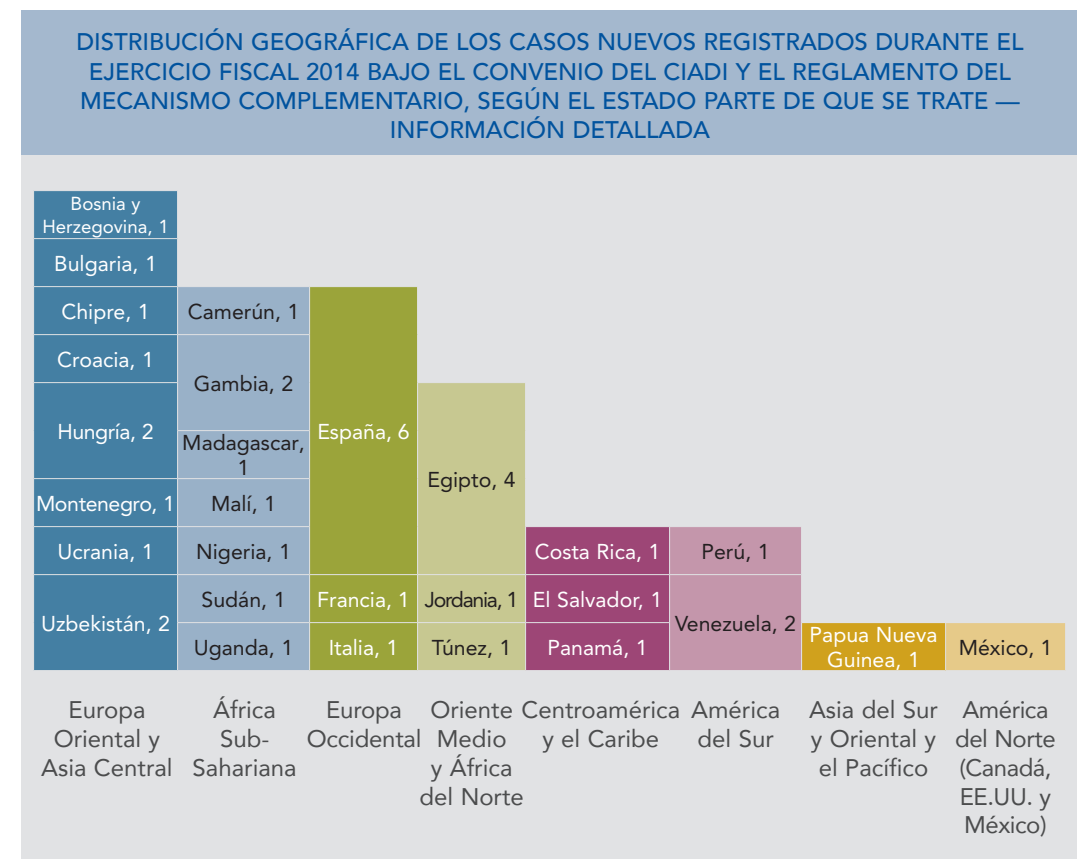 DISTRIBUCIÓN GEOGRÁFICA DE LOS CASOS NUEVOS REGISTRADOS DURANTE EL
EJERCICIO FISCAL 2014 BAJO EL CONVENIO DEL CIADI Y EL REGLAMENTO DEL
MECANISMO COMPLEMENTARIO, SEGÚN EL ESTADO PARTE DE QUE SE TRATE —
INFORMACIÓN DETALLADA
Bosnia y
Herzegovina, 1
Bulgaria, 1
Chipre, 1
Croacia, 1
Hungría, 2
Montenegro, 1
Ucrania, 1
Uzbekistán, 2
Europa
Oriental y
Asia Central
Camerún, 1
Gambia, 2
Madagascar,
1
Malí, 1
Nigeria, 1
Sudán, 1
Uganda, 1
África
Sub-
Sahariana
España, 6
Francia, 1
Italia, 1
Europa
Occidental
Egipto, 4
Jordania, 1
Túnez, 1
Oriente
Medio
y África
del Norte
Costa Rica, 1
El Salvador, 1
Panamá, 1
Centroamérica
y el Caribe
Perú, 1
Venezuela, 2
América
del Sur
Papua Nueva
Guinea, 1
Asia del Sur
y Oriental y
el Pacífico
México, 1
América
del Norte
(Canadá,
EE.UU. y
México)